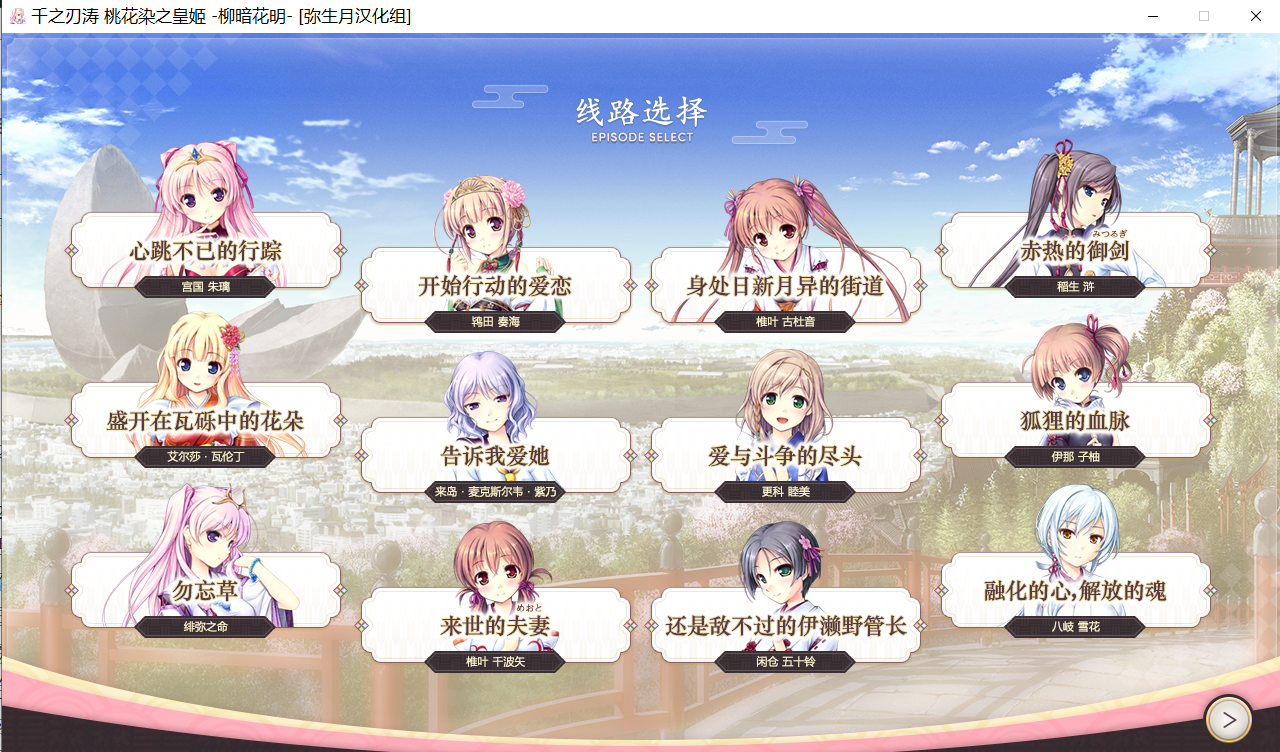 千之刃涛 桃花染之皇姬 -柳暗花明- [弥生月汉化组]
线路选择
EPISODE SELECT
心跳不已的行踪
宫国 朱璃
开始行动的爱恋
鸨田 奏海
身处日新月异的街道
椎叶 古杜音
みつるぎ
赤热的御剑
稻生 浒
盛开在瓦砾中的花朵
艾尔莎·瓦伦丁
告诉我爱她
来岛·麦克斯尔韦·紫乃
爱与斗争的尽头
更科 睦美
狐狸的血脉
伊那 子柚
勿忘草
绯弥之命
めおと
来世的夫妻
椎叶 千波矢
还是敌不过的伊濑野管长
闲仓 五十铃
融化的心,解放的魂
八岐 雪花